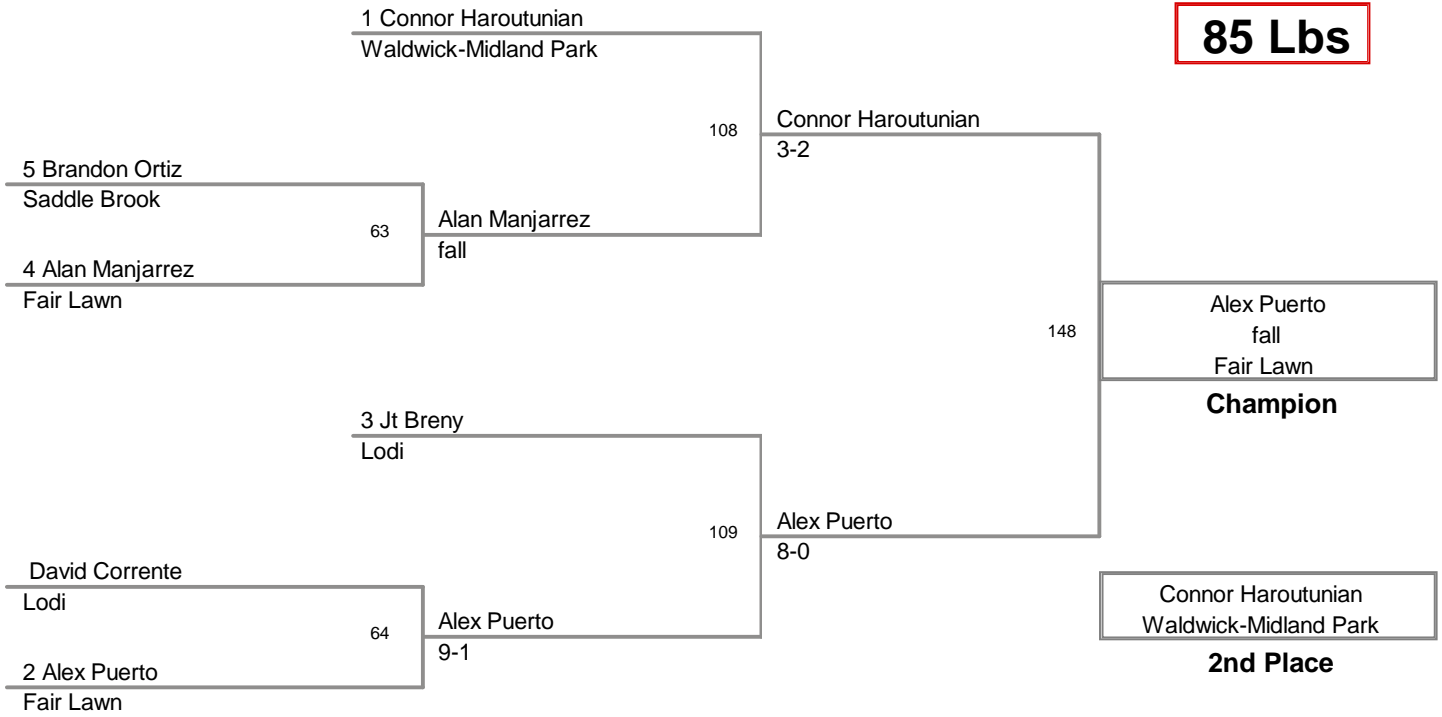 1 Connor Haroutunian
Waldwick-Midland Park
85 Lbs
108
Connor Haroutunian
3-2
5 Brandon Ortiz
Saddle Brook
63
Alan Manjarrez
fall
4 Alan Manjarrez
Fair Lawn
148
Alex Puerto
fall
Fair Lawn
Champion
3 Jt Breny
Lodi
109
Alex Puerto
8-0
David Corrente
Lodi
64
Alex Puerto
9-1
2 Alex Puerto
Fair Lawn
Connor Haroutunian
Waldwick-Midland Park
2nd Place